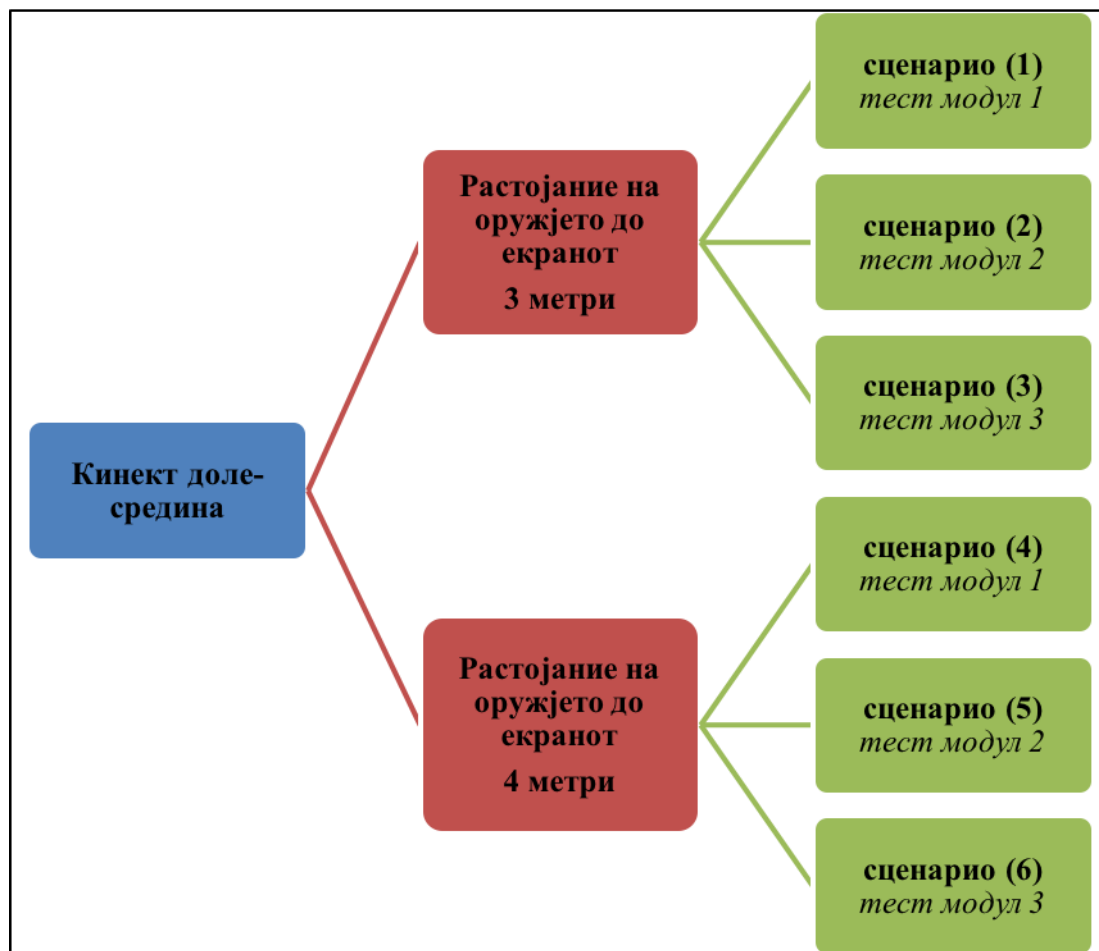 сценарио (1)
тест модул 1
Растојание на
оружјето до
екранот
3 метри
сценарио (2)
тест модул 2
сценарио (3)
тест модул 3
Кинект доле-
средина
сценарио (4)
тест модул 1
Растојание на
оружјето до
екранот
4 метри
сценарио (5)
тест модул 2
сценарио (6)
тест модул 3